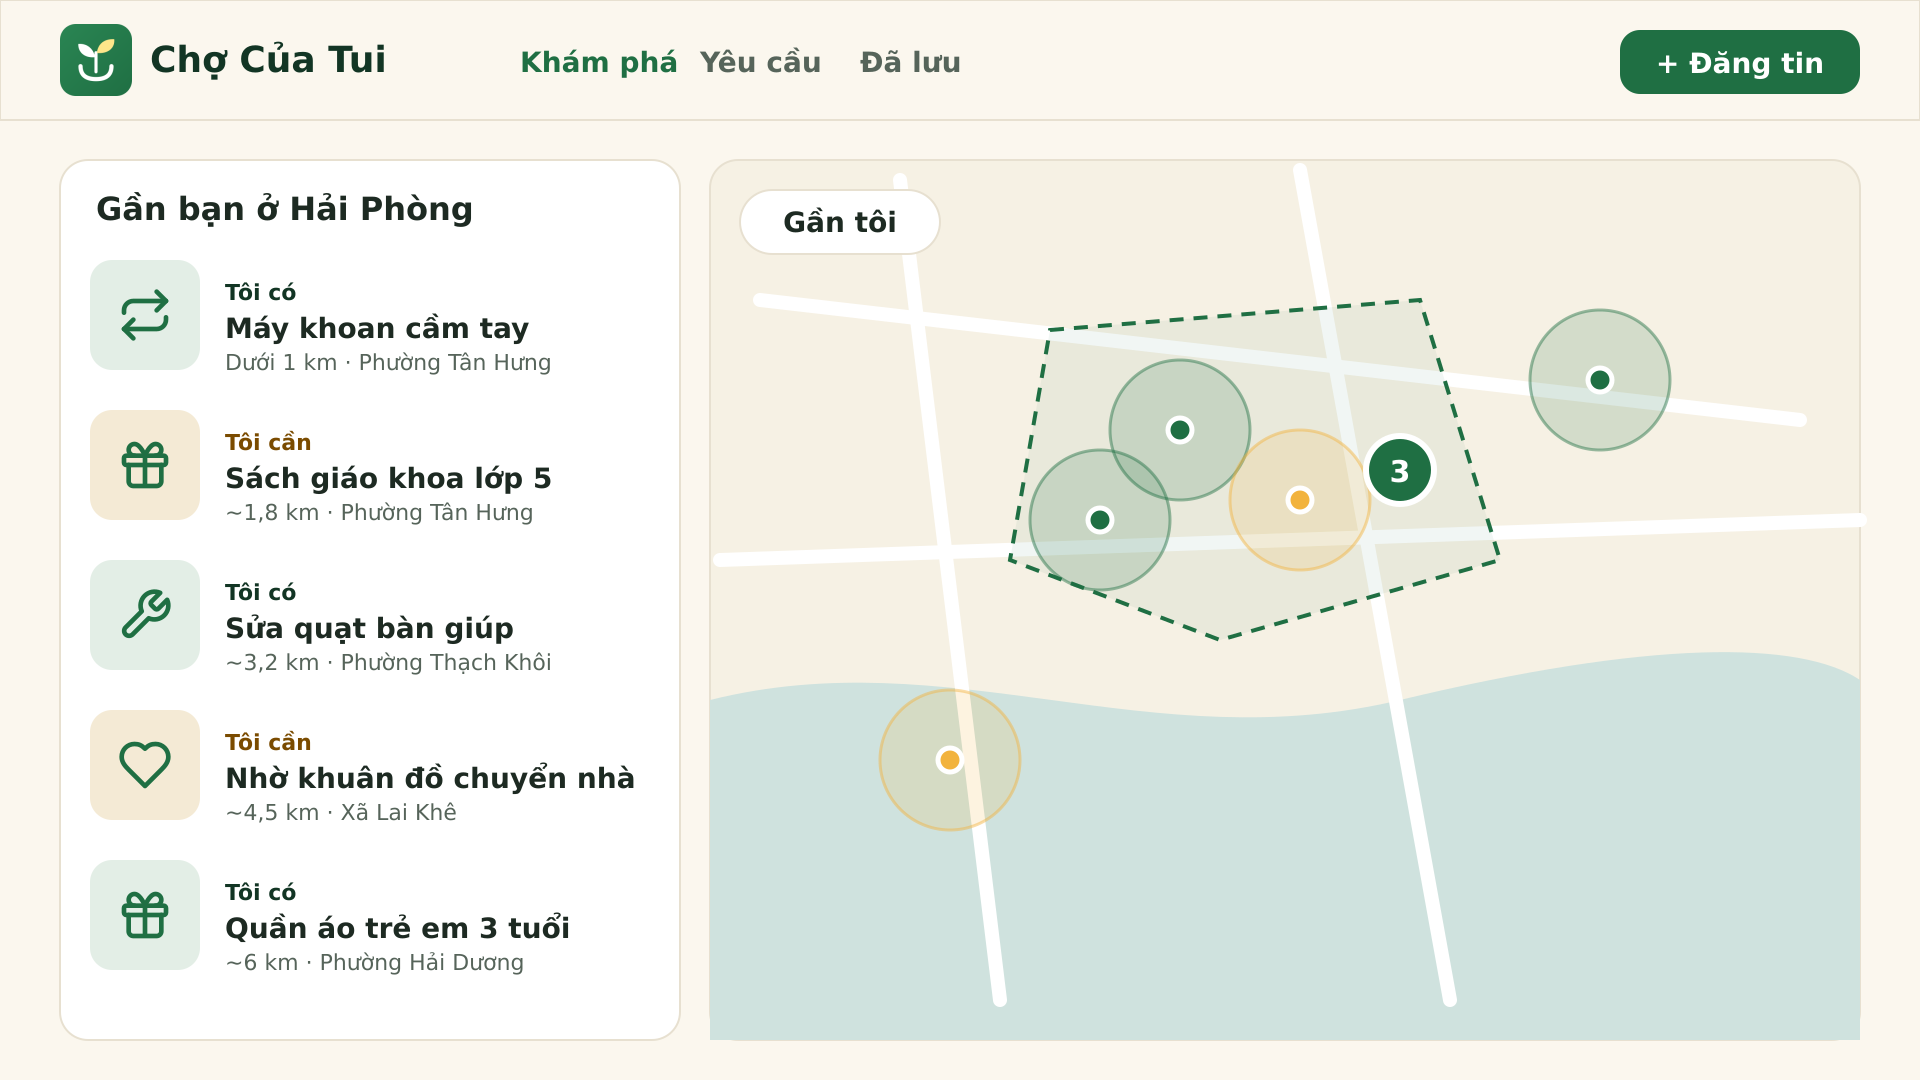 Chợ Của Tui
Khám phá
Yêu cầu
Đã lưu
+ Đăng tin
Gần bạn ở Hải Phòng
Tôi có
Máy khoan cầm tay
Dưới 1 km · Phường Tân Hưng
Tôi cần
Sách giáo khoa lớp 5
~1,8 km · Phường Tân Hưng
Tôi có
Sửa quạt bàn giúp
~3,2 km · Phường Thạch Khôi
Tôi cần
Nhờ khuân đồ chuyển nhà
~4,5 km · Xã Lai Khê
Tôi có
Quần áo trẻ em 3 tuổi
~6 km · Phường Hải Dương
Gần tôi
3